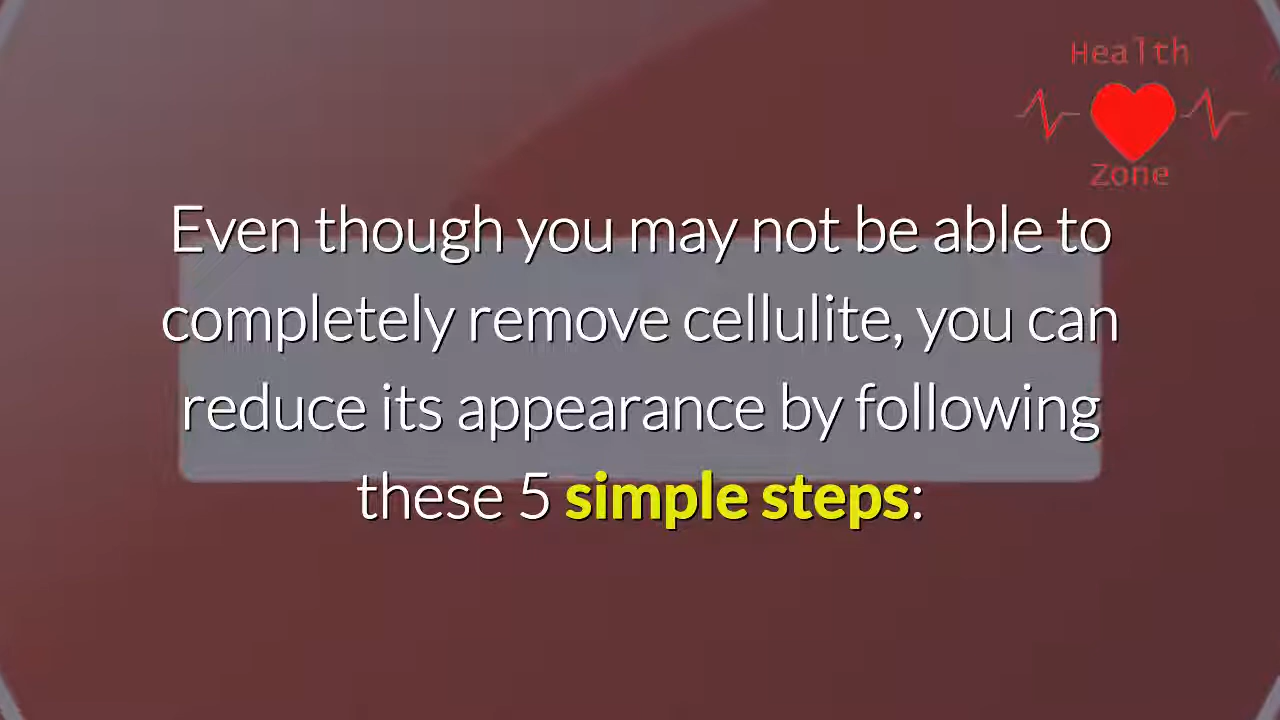 Health
Zone
Even though you may not be able to
completely remove cellulite, you can
reduce its appearance by following
these 5 simple steps: